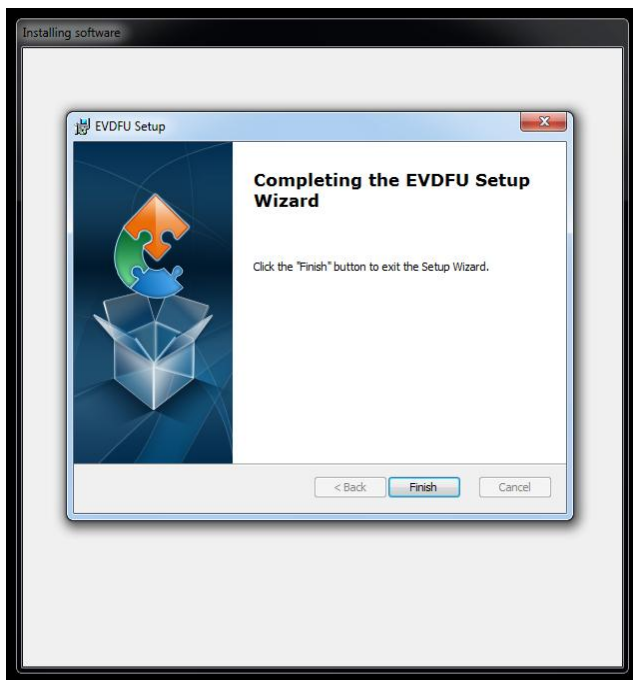 Installing software
EVDFU Setup
Completing the EVDFU Setup
Wizard
Click the "Finish" button to exit the Setup Wizard.
< Back Finish Cancel